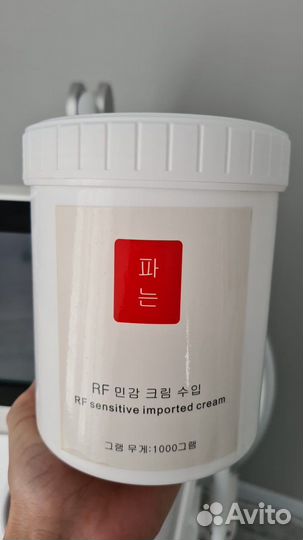 파
는
RF 민감 크림 수입
RF sensitive imported cream
그램 무게:1000그램
Avito